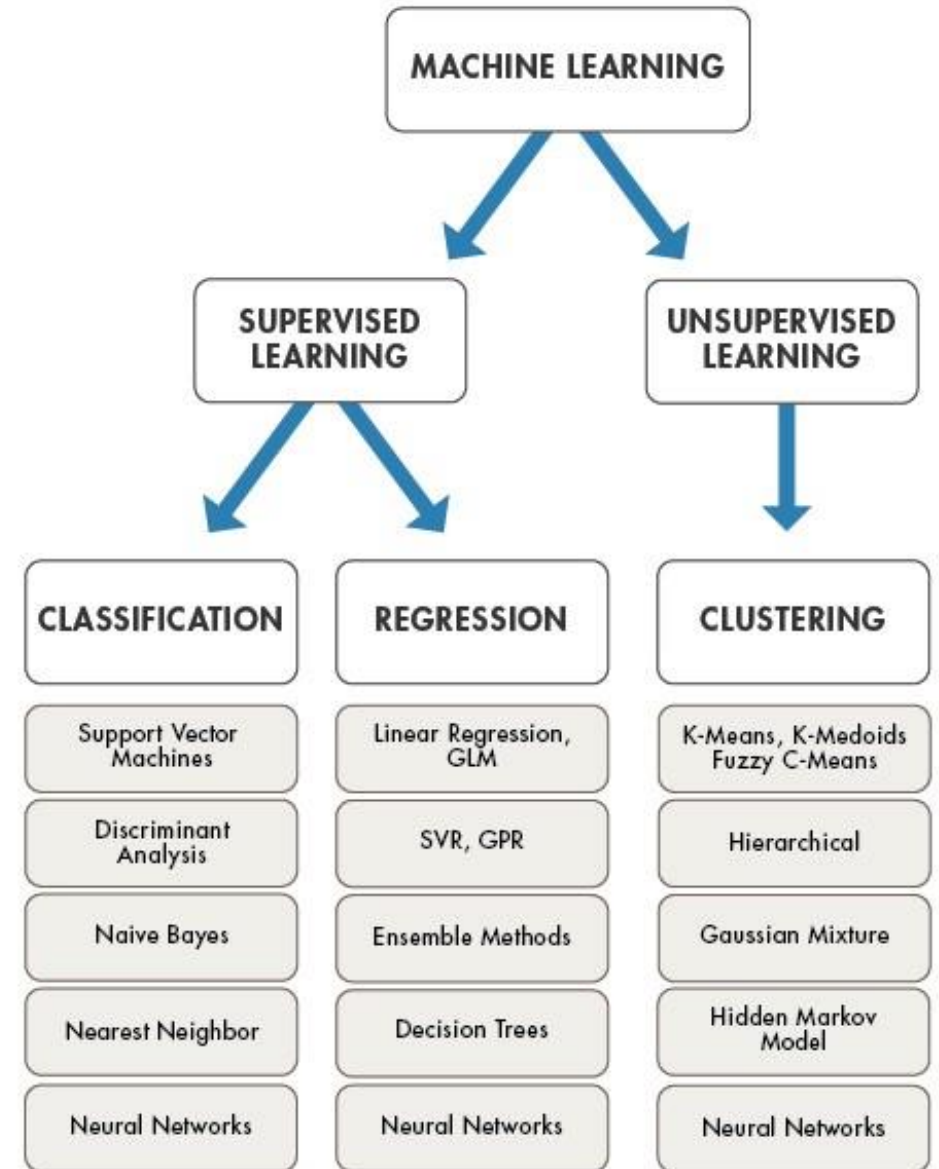 MACHINE LEARNING
SUPERVISED
LEARNING
UNSUPERVISED
LEARNING
CLASSIFICATION
Support Vector
Machines
Discriminant
Analysis
Naive Bayes
Nearest Neighbor
Neural Networks
REGRESSION
Linear Regression,
GLM
SVR, GPR
Ensemble Methods
Decision Trees
Neural Networks
CLUSTERING
K-Means, K-Medoids
Fuzzy C-Means
Hierarchical
Gaussian Mixture
Hidden Markov
Model
Neural Networks